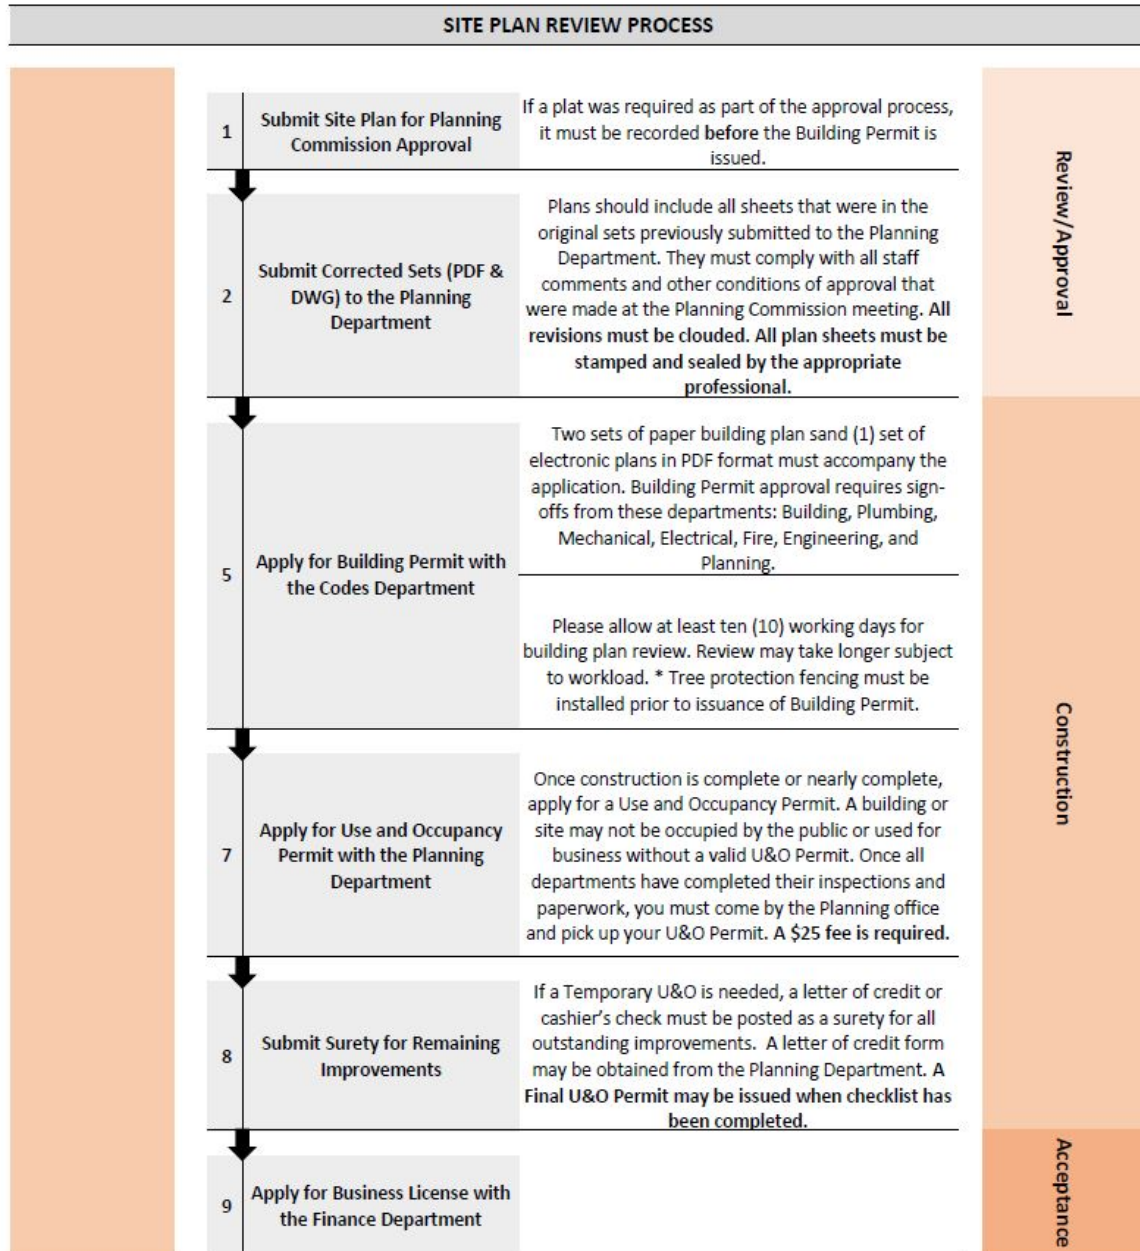 SITE PLAN REVIEW PROCESS
1
Submit Site Plan for Planning
Commission Approval
If a plat was required as part of the approval process,
it must be recorded before the Building Permit is
issued.
2
Submit Corrected Sets (PDF &
DWG) to the Planning
Department
Plans should include all sheets that were in the
original sets previously submitted to the Planning
Department. They must comply with all staff
comments and other conditions of approval that
were made at the Planning Commission meeting. All
revisions must be clouded. All plan sheets must be
stamped and sealed by the appropriate
professional.
Review/Approval
5
Apply for Building Permit with
the Codes Department
Two sets of paper building plan sand (1) set of
electronic plans in PDF format must accompany the
application. Building Permit approval requires sign-
offs from these departments: Building, Plumbing,
Mechanical, Electrical, Fire, Engineering, and
Planning.
Please allow at least ten (10) working days for
building plan review. Review may take longer subject
to workload. * Tree protection fencing must be
installed prior to issuance of Building Permit.
7
Apply for Use and Occupancy
Permit with the Planning
Department
Once construction is complete or nearly complete,
apply for a Use and Occupancy Permit. A building or
site may not be occupied by the public or used for
business without a valid U&O Permit. Once all
departments have completed their inspections and
paperwork, you must come by the Planning office
and pick up your U&O Permit. A $25 fee is required.
8
Submit Surety for Remaining
Improvements
If a Temporary U&O is needed, a letter of credit or
cashier's check must be posted as a surety for all
outstanding improvements.  A letter of credit form
may be obtained from the Planning Department. A
Final U&O Permit may be issued when checklist has
been completed.
Construction
9
Apply for Business License with
the Finance Department
Acceptance